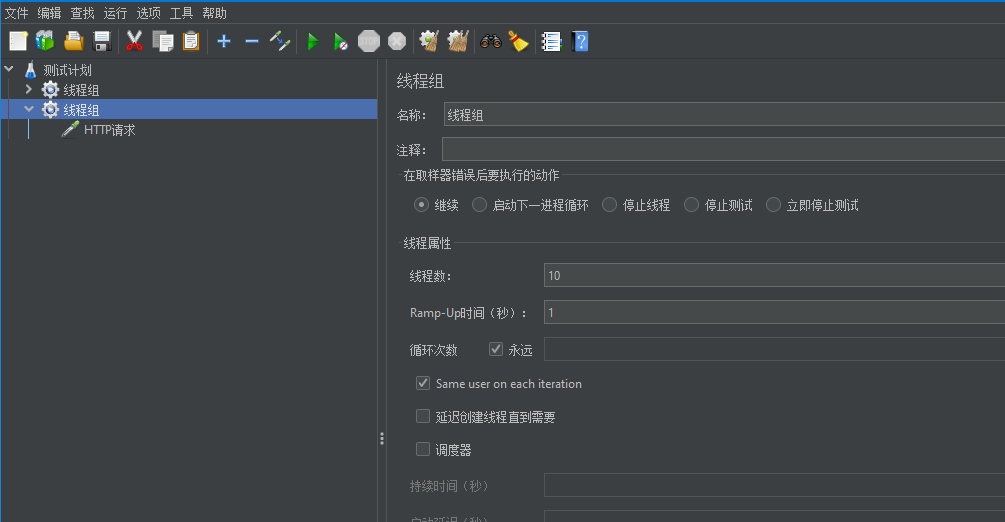 文件 编辑 查找 运行 选项 工具 帮助
STOP
测试计划
线程组
线程组
HTTP请求
线程组
名称： 线程组
注释：
在取样器错误后要执行的动作
继续 启动下一进程循环 停止线程 停止测试 立即停止测试
线程属性
线程数： 10
Ramp-Up时间（秒）： 1
循环次数 永远
Same user on each iteration
延迟创建线程直到需要
调度器
持续时间（秒）
启动延迟（秒）